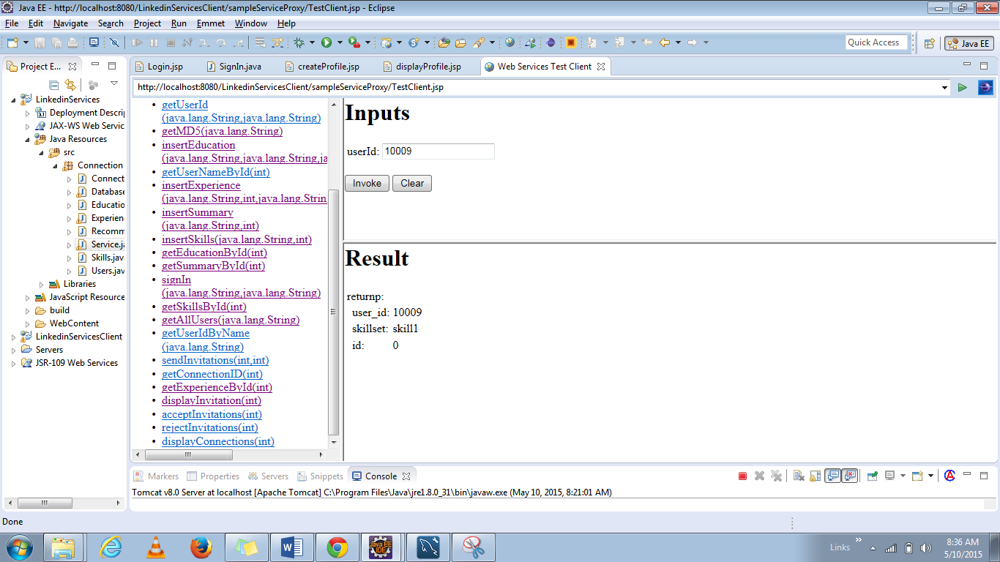 Java EE - http://localhost:8080/LinkedinServicesClient/sampleServiceProxy/TestClient.jsp - Eclipse
File Edit Navigate Search Project Run Emmet Window Help
Quick Access
Java EE
Project E...
LinkedinServices
Deployment Descrip
JAX-WS Web Servic
Java Resources
src
Connection
Connect
Database
Educatio
Experien
Recomm
Service.ja
Skills.java
Users.jav
Libraries
JavaScript Resource
build
WebContent
LinkedinServicesClient
Servers
JSR-109 Web Services
Login.jsp SignIn.java createProfile.jsp displayProfile.jsp Web Services Test Client
http://localhost:8080/LinkedinServicesClient/sampleServiceProxy/TestClient.jsp
getUserId
(java.lang.String,java.lang.String)
getMD5(java.lang.String)
insertEducation
(java.lang.String,java.lang.String,ja
getUserNameById(int)
insertExperience
(java.lang.String,int,java.lang.Strin
insertSummary
(java.lang.String,int)
insertSkills(java.lang.String,int)
getEducationById(int)
getSummaryById(int)
signIn
(java.lang.String,java.lang.String)
getSkillsById(int)
getAllUsers(java.lang.String)
getUserIdByName
(java.lang.String)
sendInvitations(int,int)
getConnectionID(int)
getExperienceById(int)
displayInvitation(int)
acceptInvitations(int)
rejectInvitations(int)
displayConnections(int)
Inputs
userId: 10009
Invoke Clear
Result
returnp:
user_id: 10009
skillset: skill1
id: 0
Markers Properties Servers Snippets Console
Tomcat v8.0 Server at localhost [Apache Tomcat] C:\Program Files\Java\jre1.8.0_31\bin\javaw.exe (May 10, 2015, 8:21:01 AM)
Done
Java EE
IDE
Links
8:36 AM
5/10/2015